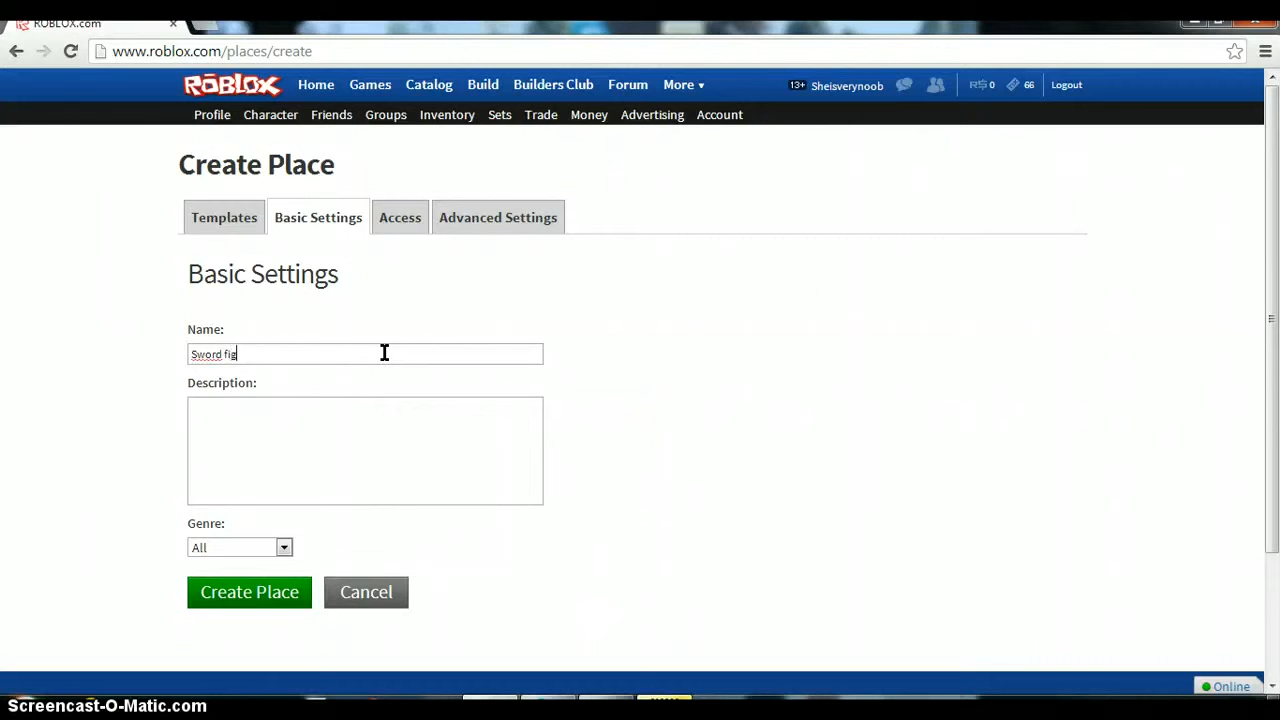 ROBLOX.com
www.roblox.com/places/create
ROBLOX Home Games Catalog Build Builders Club Forum More 13+ Sheisverynoob R$ 0 66 Logout
Profile Character Friends Groups Inventory Sets Trade Money Advertising Account
Create Place
Templates Basic Settings Access Advanced Settings
Basic Settings
Name:
Sword fig
Description:
Genre:
All
Create Place Cancel
Online
Screencast-O-Matic.com